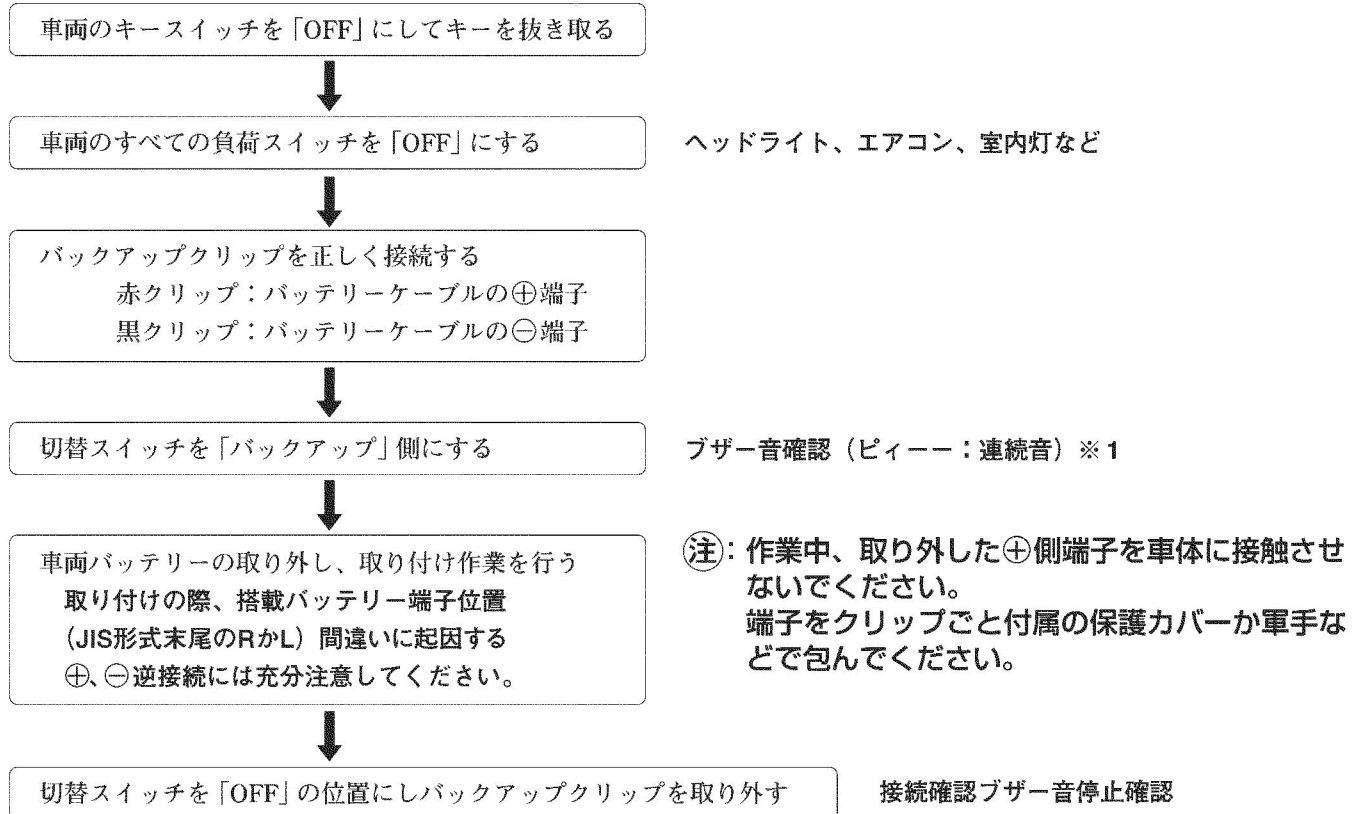 車両のキースイッチを「OFF」にしてキーを抜き取る
車両のすべての負荷スイッチを「OFF」にする
ヘッドライト、エアコン、室内灯など
バックアップクリップを正しく接続する
赤クリップ：バッテリーケーブルの⊕端子
黒クリップ：バッテリーケーブルの⊖端子
切替スイッチを「バックアップ」側にする
ブザー音確認（ピィーー：連続音）※1
車両バッテリーの取り外し、取り付け作業を行う
取り付けの際、搭載バッテリー端子位置
（JIS形式末尾のRかL）間違いに起因する
⊕、⊖逆接続には充分注意してください。
㊟：作業中、取り外した⊕側端子を車体に接触させ
ないでください。
端子をクリップごと付属の保護カバーか軍手な
どで包んでください。
切替スイッチを「OFF」の位置にしバックアップクリップを取り外す
接続確認ブザー音停止確認